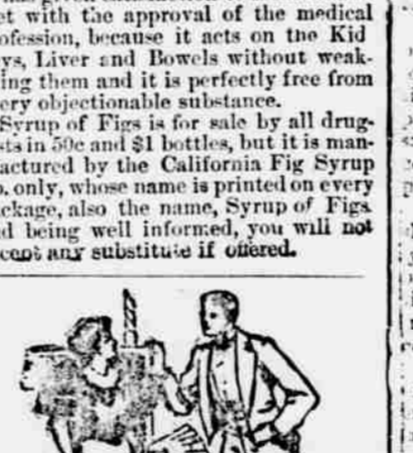 et with the approval of the medical
ofession, because it acts on the Kid
ys, Liver and Bowels without weak-
ing them and it is perfectly free from
ery objectionable substance.
Syrup of Figs is for sale by all drug-
sts in 50c and $1 bottles, but it is man-
actured by the California Fig Syrup
o. only, whose name is printed on every
ckage, also the name, Syrup of Figs
d being well informed, you will not
cept any substitute if offered.